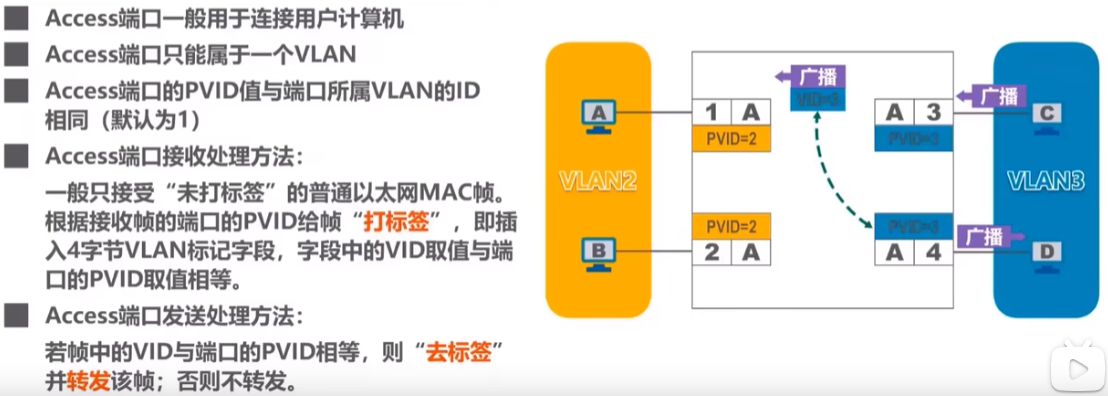 Access端口一般用于连接用户计算机
Access端口只能属于一个VLAN
Access端口的PVID值与端口所属VLAN的ID
相同（默认为1）
Access端口接收处理方法：
一般只接受“未打标签”的普通以太网MAC帧。
根据接收帧的端口的PVID给帧“打标签”，即插
入4字节VLAN标记字段，字段中的VID取值与端
口的PVID取值相等。
Access端口发送处理方法：
若帧中的VID与端口的PVID相等，则“去标签”
并转发该帧；否则不转发。
广播
VID=3
广播
A
1 A
A 3
C
PVID=2
PVID=3
VLAN2
VLAN3
PVID=2
PVID=3
广播
B
2 A
A 4
D